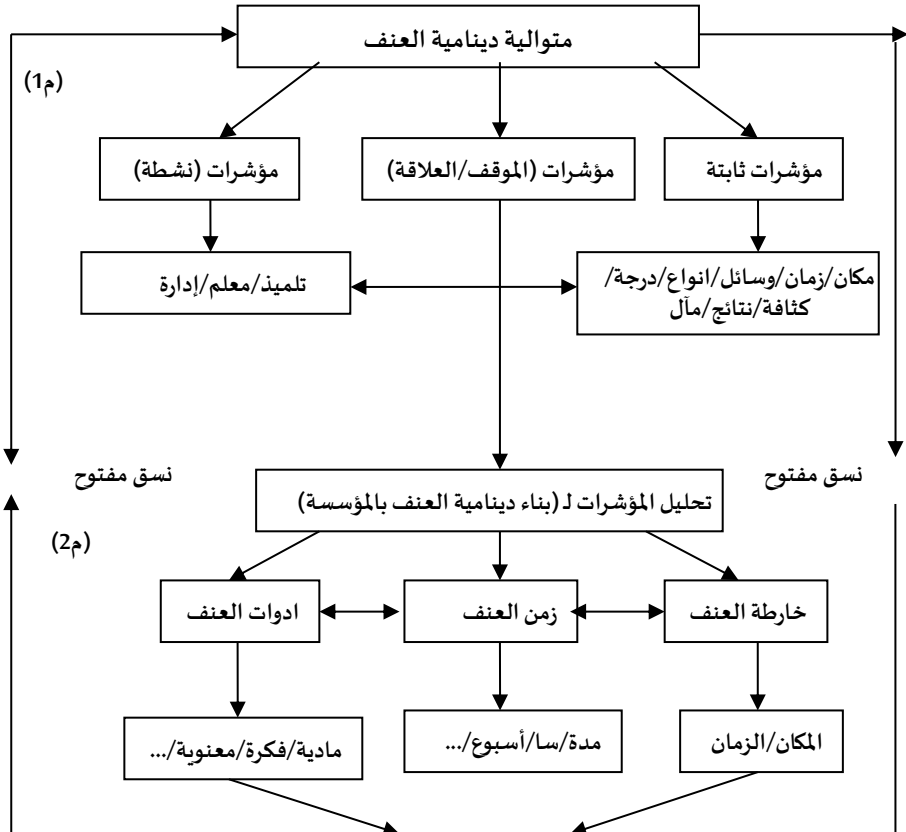 متوالية دينامية العنف
(م1)
مؤشرات ثابتة
مؤشرات (الموقف/العلاقة)
مؤشرات (نشطة)
مكان/زمان/وسائل/انواع/درجة/
كثافة/نتائج/مآل
تلميذ/معلم/إدارة
نسق مفتوح
نسق مفتوح
تحليل المؤشرات لـ (بناء دينامية العنف بالمؤسسة)
(م2)
خارطة العنف
زمن العنف
ادوات العنف
المكان/الزمان
مدة/سا/أسبوع/...
مادية/فكرة/معنوية/...